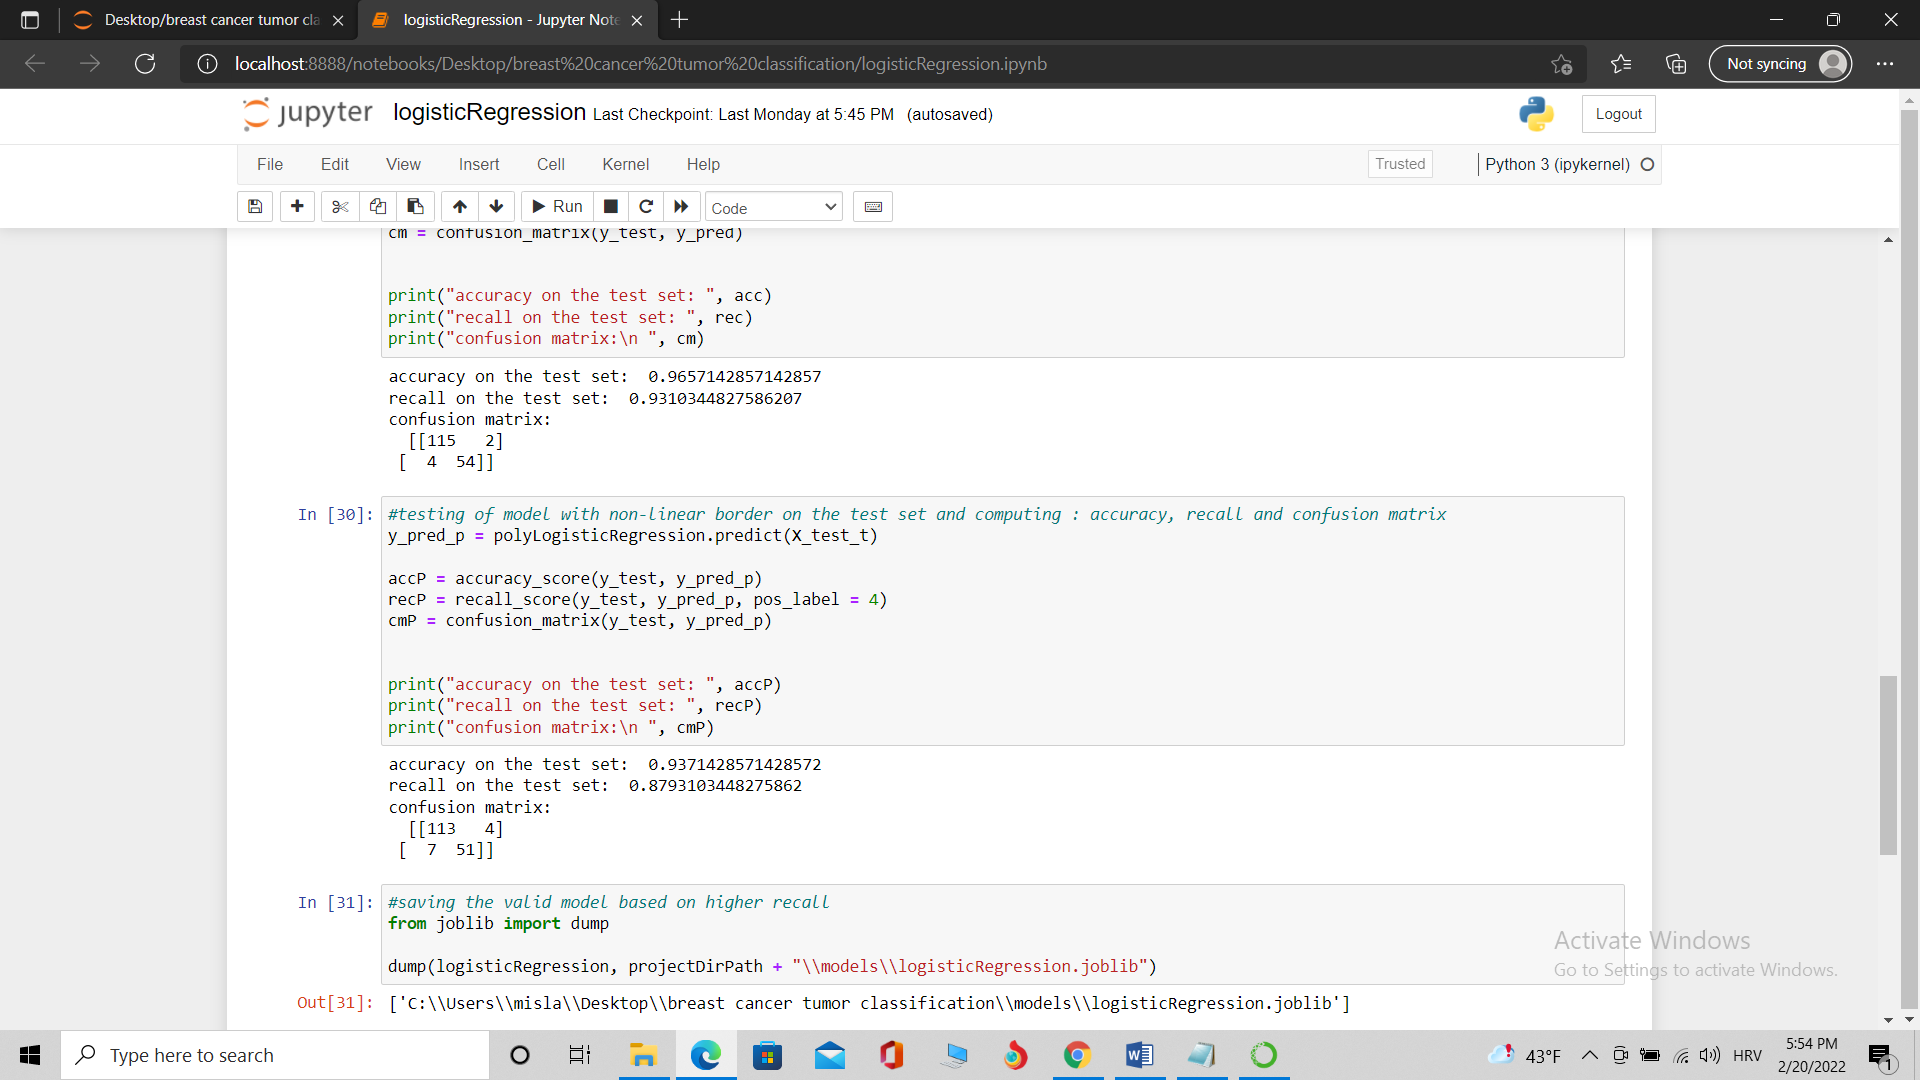 Desktop/breast cancer tumor cla
logisticRegression - Jupyter Note
localhost:8888/notebooks/Desktop/breast%20cancer%20tumor%20classification/logisticRegression.ipynb
Not syncing
jupyter logisticRegression Last Checkpoint: Last Monday at 5:45 PM (autosaved)
Logout
File Edit View Insert Cell Kernel Help
Trusted
Python 3 (ipykernel)
Run
Code
cm = confusion_matrix(y_test, y_pred)
print("accuracy on the test set: ", acc)
print("recall on the test set: ", rec)
print("confusion matrix:\n ", cm)
accuracy on the test set:  0.9657142857142857
recall on the test set:  0.9310344827586207
confusion matrix:
[[115   2]
[  4  54]]
In [30]: #testing of model with non-linear border on the test set and computing : accuracy, recall and confusion matrix
y_pred_p = polyLogisticRegression.predict(X_test_t)
accP = accuracy_score(y_test, y_pred_p)
recP = recall_score(y_test, y_pred_p, pos_label = 4)
cmP = confusion_matrix(y_test, y_pred_p)
print("accuracy on the test set: ", accP)
print("recall on the test set: ", recP)
print("confusion matrix:\n ", cmP)
accuracy on the test set:  0.9371428571428572
recall on the test set:  0.8793103448275862
confusion matrix:
[[113   4]
[  7  51]]
In [31]: #saving the valid model based on higher recall
from joblib import dump
dump(logisticRegression, projectDirPath + "\\models\\logisticRegression.joblib")
Out[31]: ['C:\\Users\\misla\\Desktop\\breast cancer tumor classification\\models\\logisticRegression.joblib']
Activate Windows
Go to Settings to activate Windows.
Type here to search
43°F
HRV
5:54 PM
2/20/2022
1